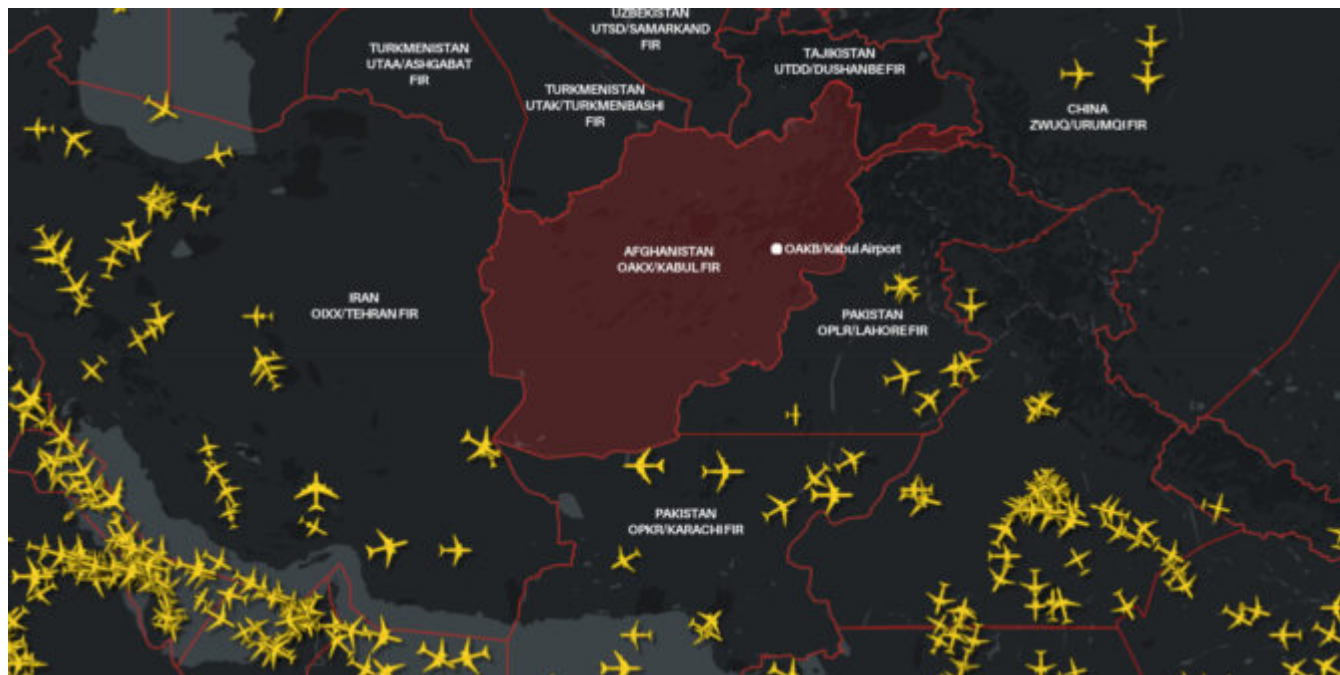 UZBEKISTAN
UTSD/SAMARKAND
FIR
TURKMENISTAN
UTAA/ASHGABAT
FIR
TAJIKISTAN
UTDD/DUSHANBE FIR
TURKMENISTAN
UTAK/TURKMENBASHI
FIR
CHINA
ZWUQ/URUMQI FIR
AFGHANISTAN
OAKX/KABUL FIR
OAKB/Kabul Airport
IRAN
OIXX/TEHRAN FIR
PAKISTAN
OPLR/LAHORE FIR
PAKISTAN
OPKR/KARACHI FIR